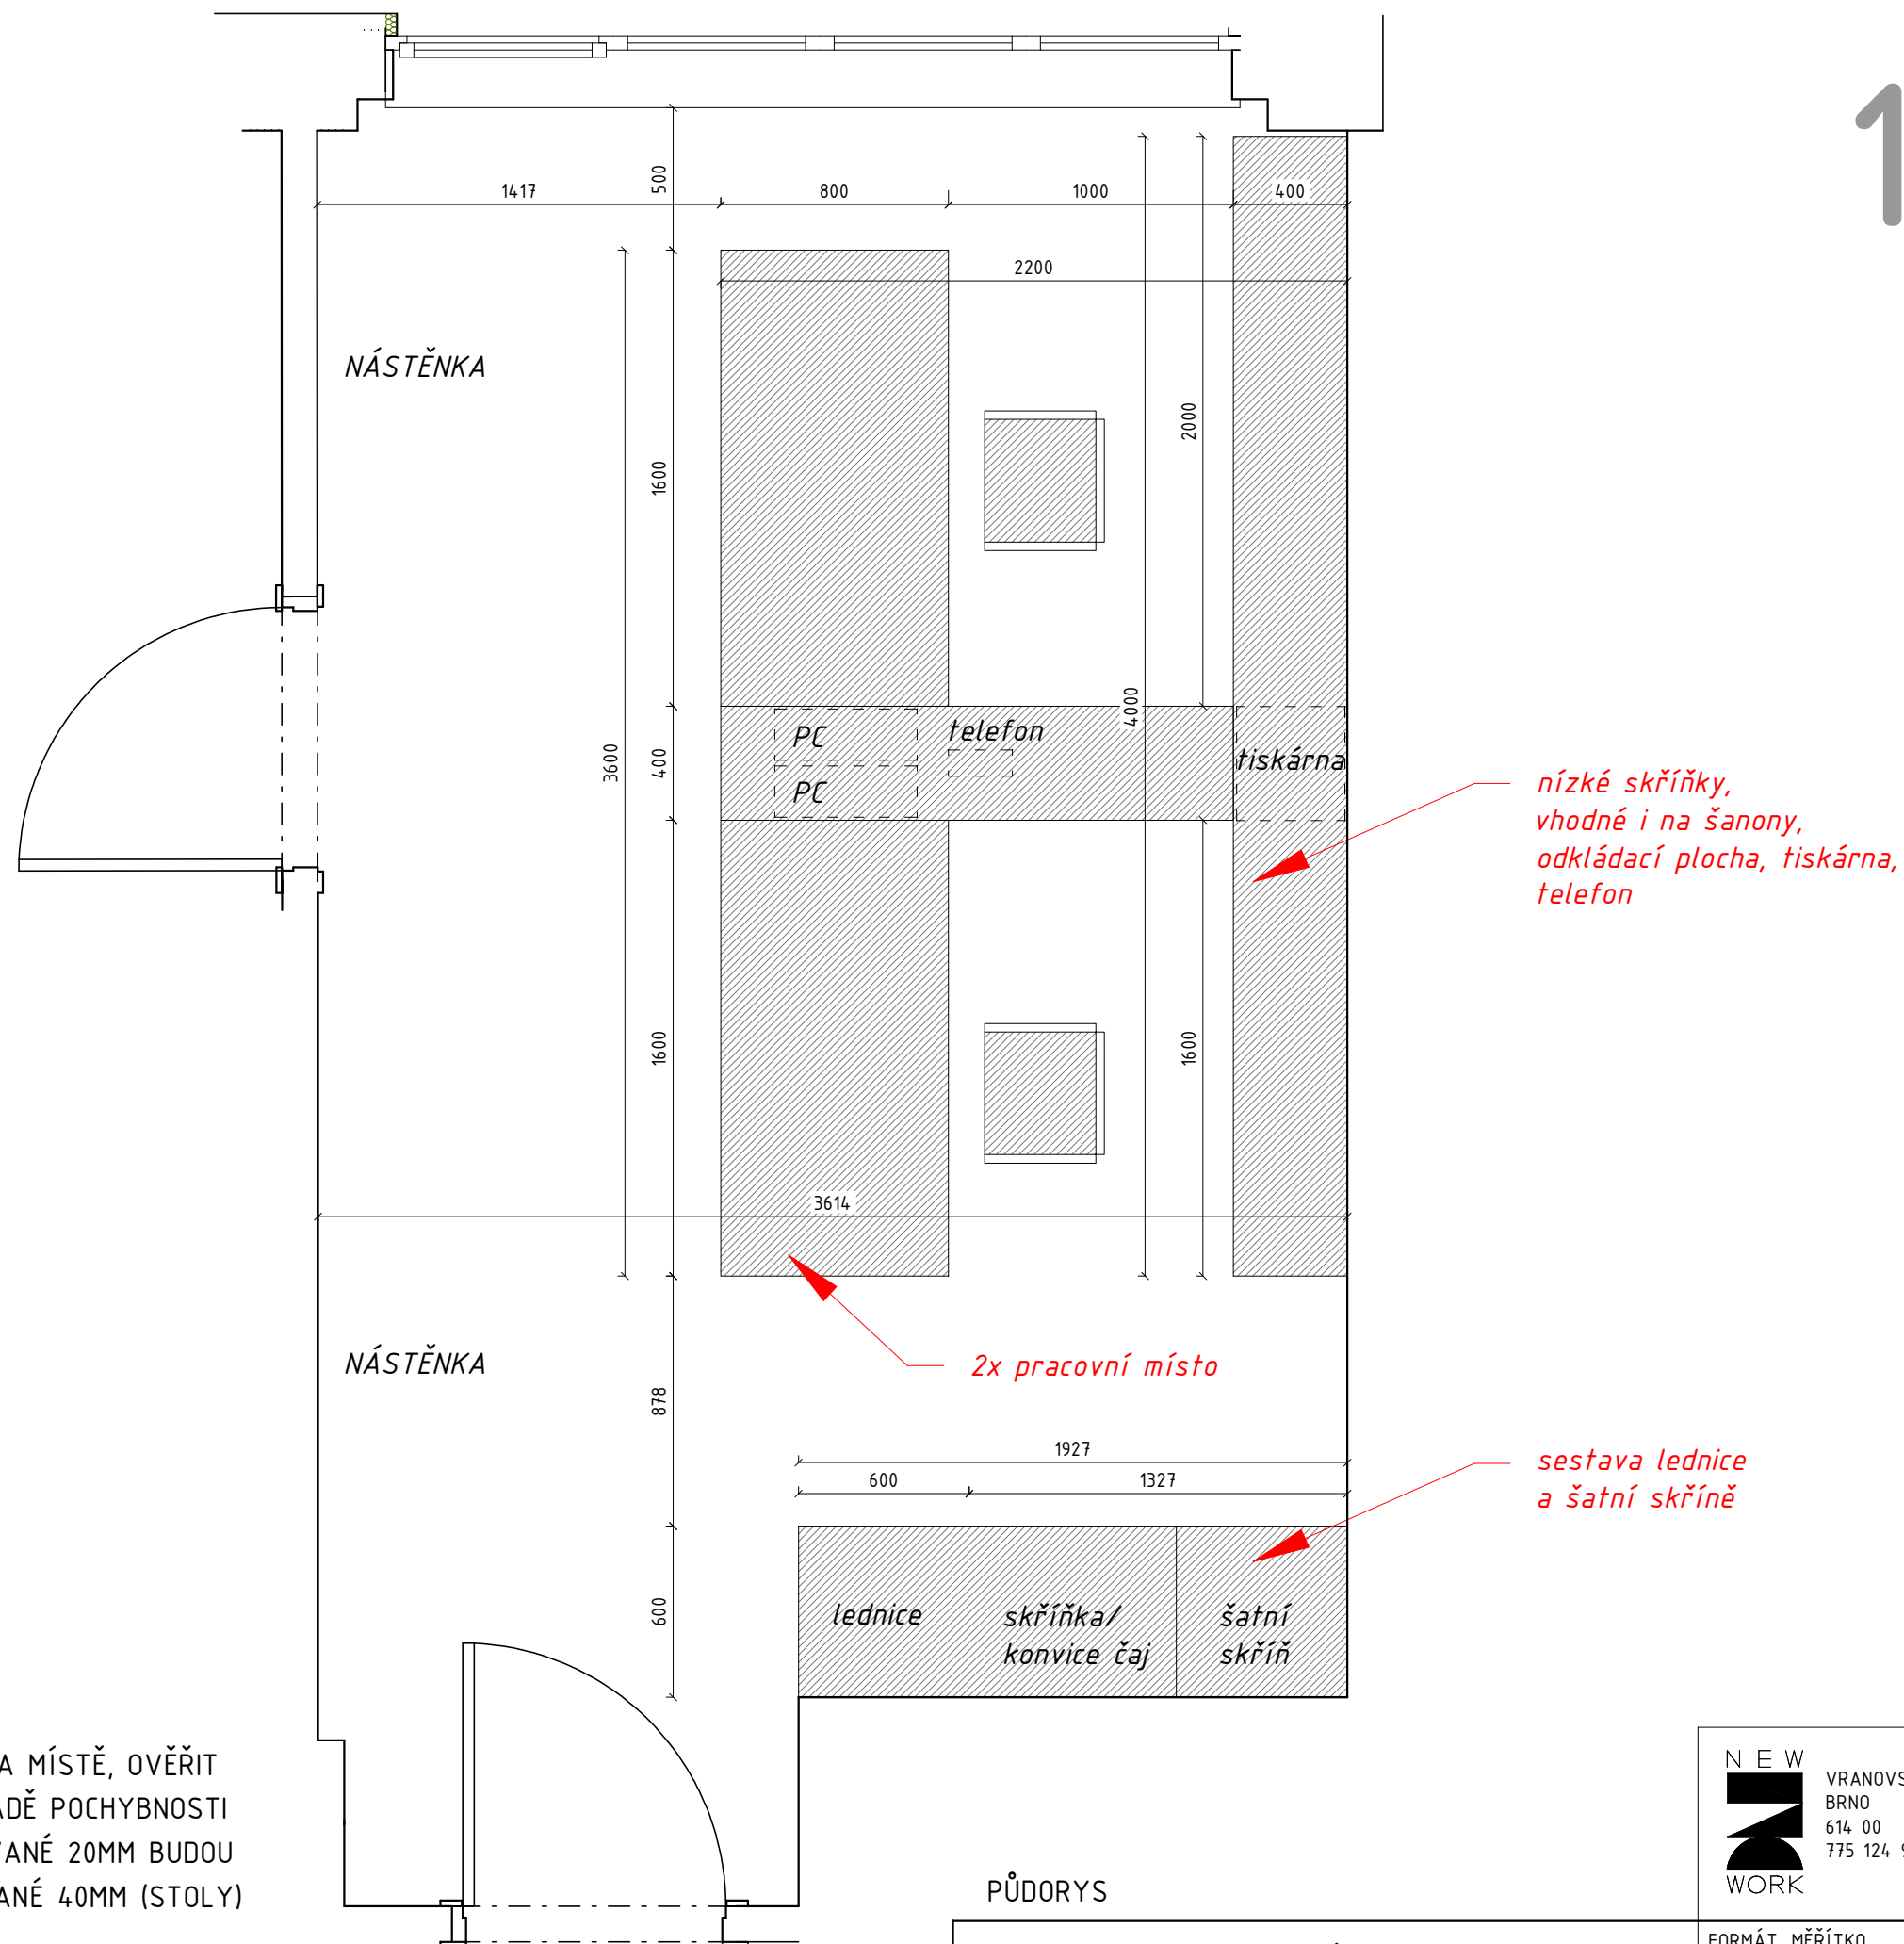 1
500
1417
800
1000
400
2200
NÁSTĚNKA
2000
1600
4000
PC
telefon
tiskárna
3600
400
PC
nízké skříňky,
vhodné i na šanony,
odkládací plocha, tiskárna,
telefon
1600
1600
3614
NÁSTĚNKA
2x pracovní místo
878
1927
600
1327
sestava lednice
a šatní skříně
600
lednice
skříňka/
konvice čaj
šatní
skříň
A MÍSTĚ, OVĚŘIT
ADĚ POCHYBNOSTI
VANÉ 20MM BUDOU
ANÉ 40MM (STOLY)
PŮDORYS
NEW
WORK
VRANOVS
BRNO
614 00
775 124
FORMÁT MĚŘÍTKO